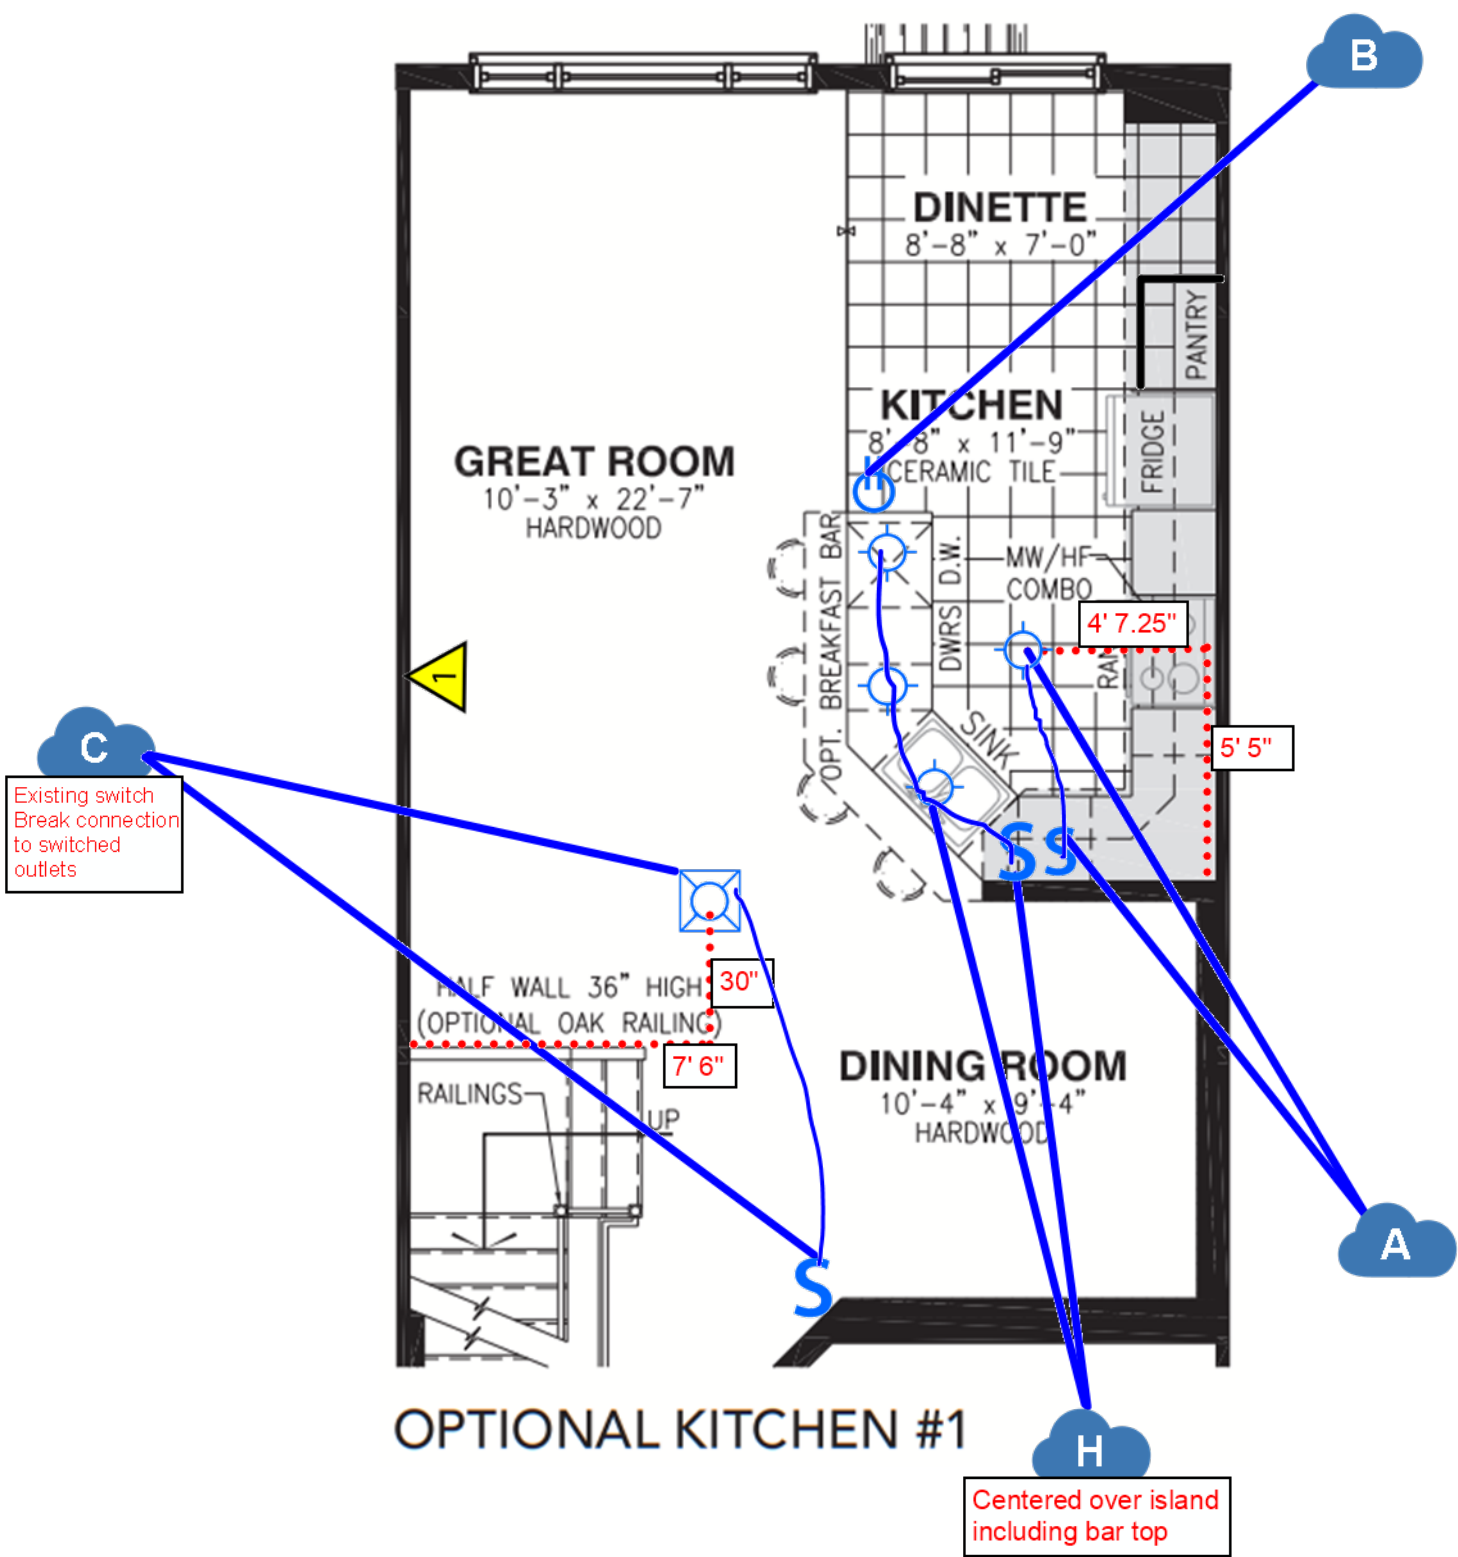 B
DINETTE
8'-8" x 7'-0"
PANTRY
KITCHEN
8'-8" x 11'-9"
CERAMIC TILE
FRIDGE
GREAT ROOM
10'-3" x 22'-7"
HARDWOOD
OPT. BREAKFAST BAR
D.W.
DWRS
MW/HF
COMBO
4' 7.25"
RAN
1
SINK
5' 5"
C
Existing switch
Break connection
to switched
outlets
S S
30"
HALF WALL 36" HIGH
(OPTIONAL OAK RAILING)
7' 6"
DINING ROOM
10'-4" x 9'-4"
HARDWOOD
RAILINGS
UP
A
S
OPTIONAL KITCHEN #1
H
Centered over island
including bar top